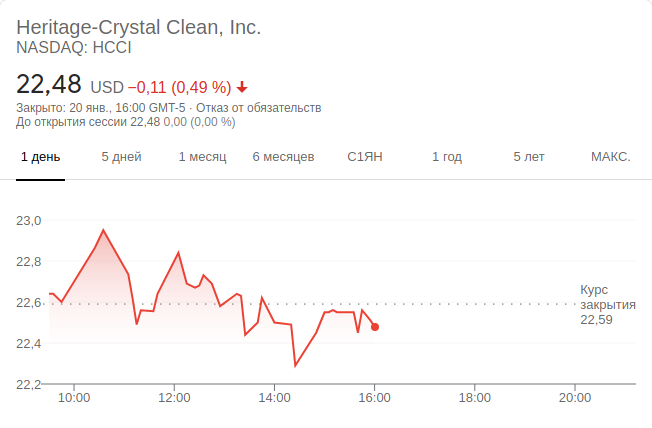 Heritage-Crystal Clean, Inc.
NASDAQ: HCCI
22,48 USD −0,11 (0,49 %)
Закрыто: 20 янв., 16:00 GMT-5 · Отказ от обязательств
До открытия сессии 22,48 0,00 (0,00 %)
1 день 5 дней 1 месяц 6 месяцев С1ЯН 1 год 5 лет МАКС.
23,0
22,8
22,6
22,4
22,2
Курс
закрытия
22,59
10:00 12:00 14:00 16:00 18:00 20:00